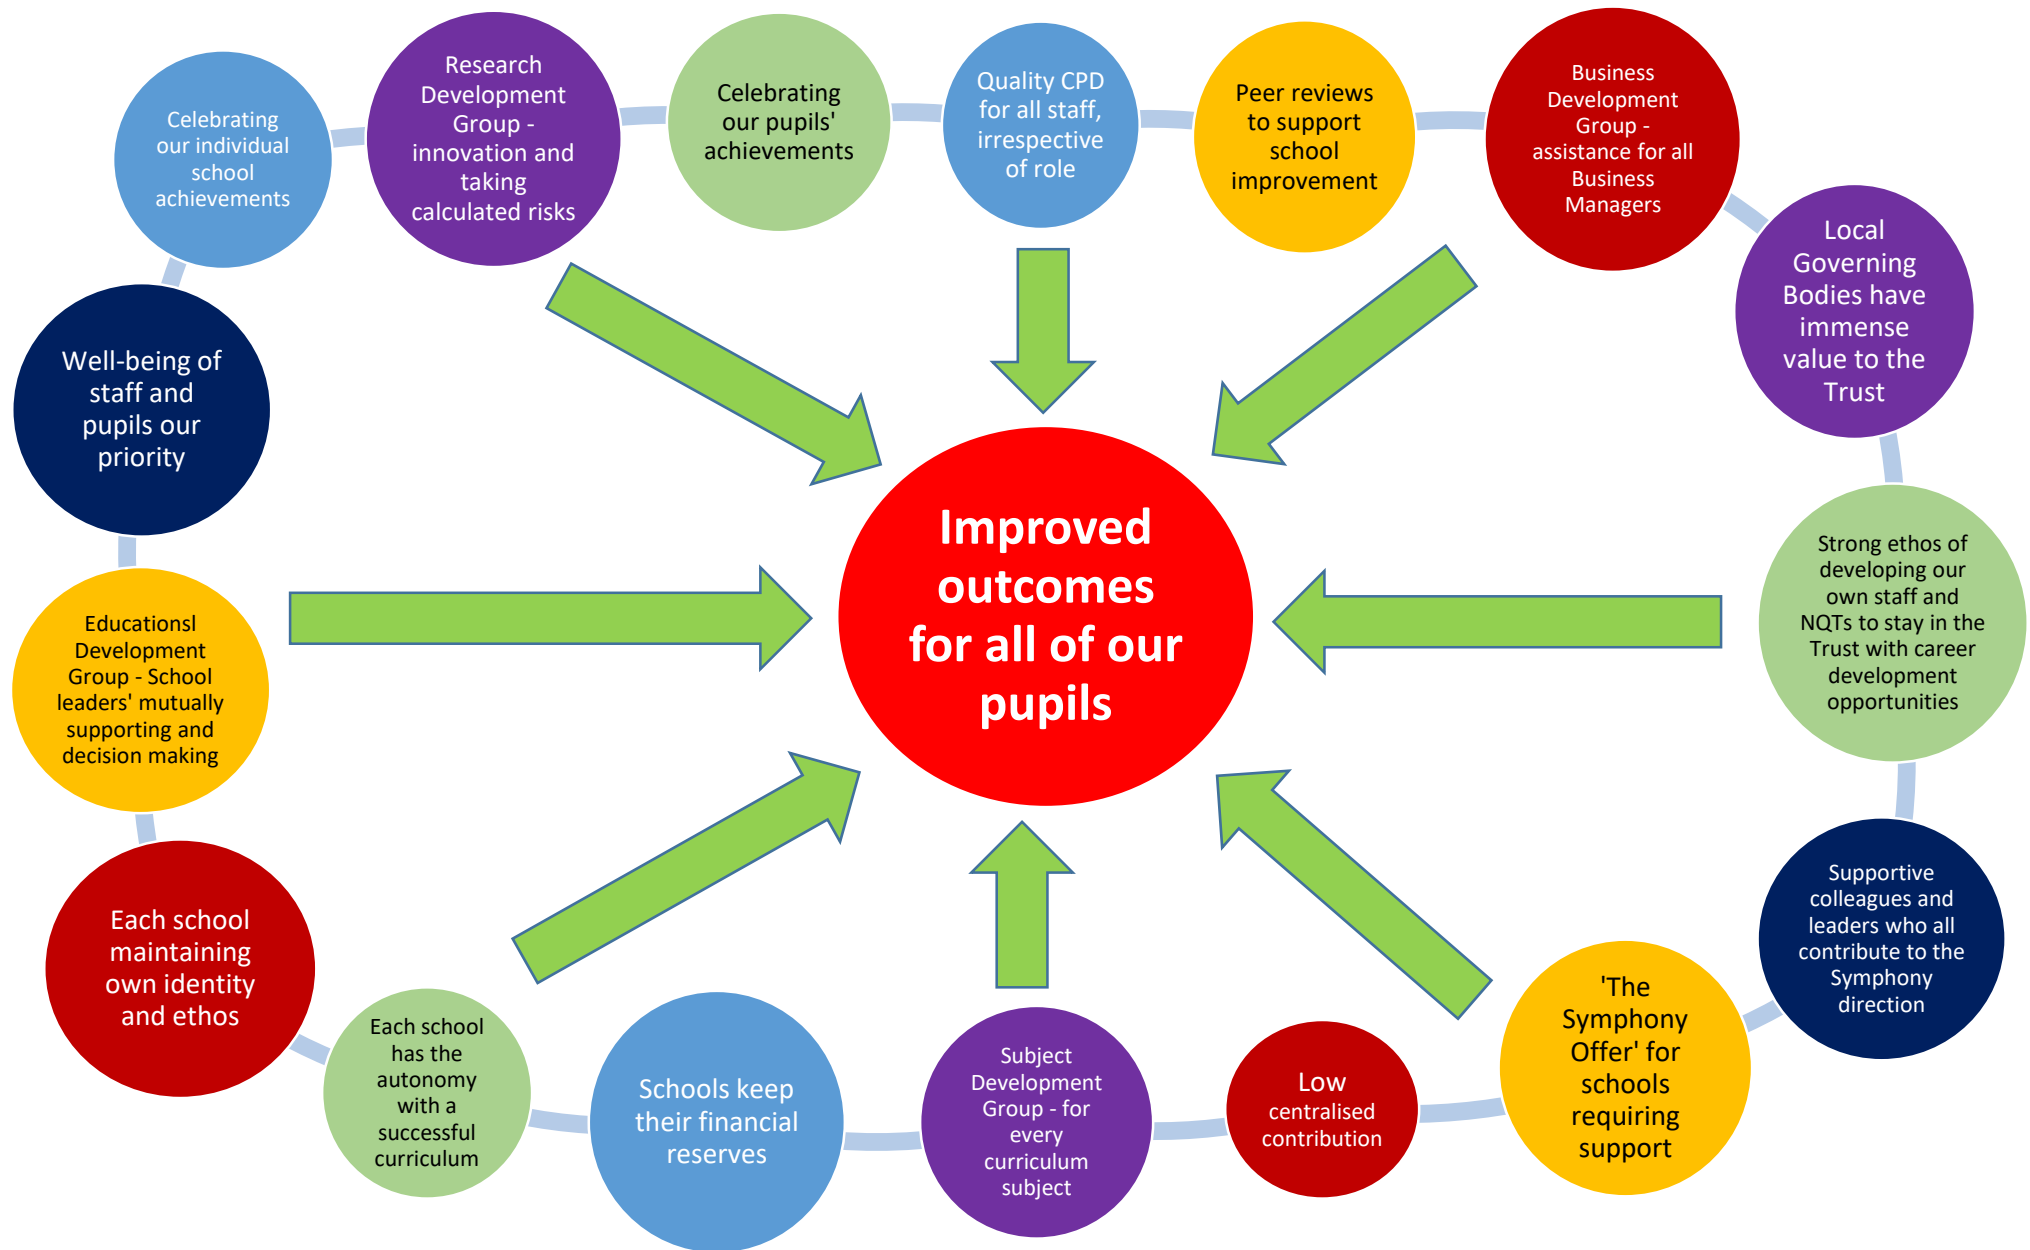 Celebrating
our individual
school
achievements
Research
Development
Group -
innovation and
taking
calculated risks
Celebrating
our pupils'
achievements
Quality CPD
for all staff,
irrespective
of role
Peer reviews
to support
school
improvement
Business
Development
Group -
assistance for all
Business
Managers
Local
Governing
Bodies have
immense
value to the
Trust
Strong ethos of
developing our
own staff and
NQTs to stay in the
Trust with career
development
opportunities
Supportive
colleagues and
leaders who all
contribute to the
Symphony
direction
'The
Symphony
Offer' for
schools
requiring
support
Low
centralised
contribution
Subject
Development
Group - for
every
curriculum
subject
Schools keep
their financial
reserves
Each school
has the
autonomy
with a
successful
curriculum
Each school
maintaining
own identity
and ethos
Educationsl
Development
Group - School
leaders' mutually
supporting and
decision making
Well-being of
staff and
pupils our
priority
Improved
outcomes
for all of our
pupils